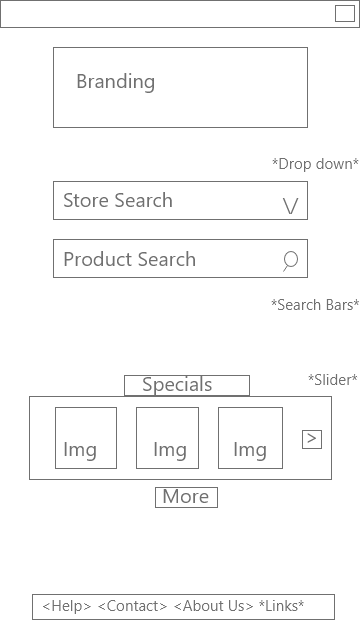 Branding
*Drop down*
Store Search V
Product Search
*Search Bars*
Specials *Slider*
Img Img Img >
More
<Help> <Contact> <About Us> *Links*